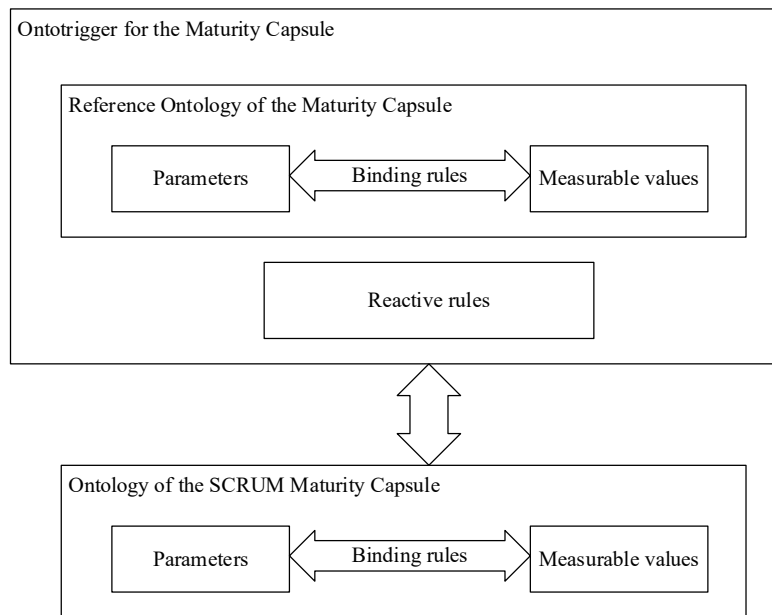 Ontotrigger for the Maturity Capsule
Reference Ontology of the Maturity Capsule
Parameters
Binding rules
Measurable values
Reactive rules
Ontology of the SCRUM Maturity Capsule
Parameters
Binding rules
Measurable values